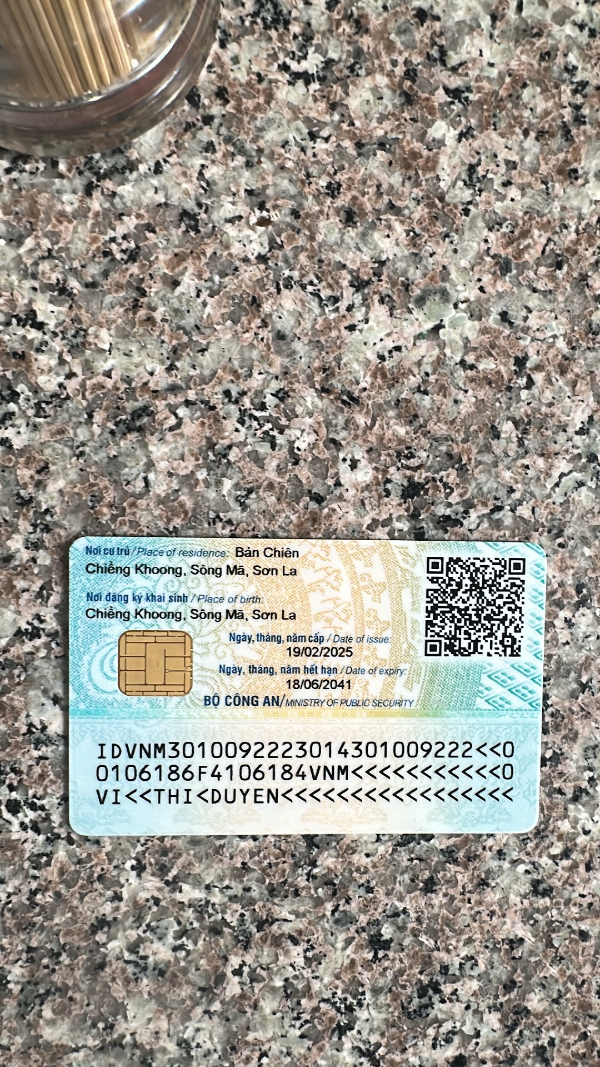 Nơi cư trú / Place of residence: Bản Chiên
Chiềng Khoong, Sông Mã, Sơn La
Nơi đăng ký khai sinh / Place of birth:
Chiềng Khoong, Sông Mã, Sơn La
Ngày, tháng, năm cấp / Date of issue:
19/02/2025
Ngày, tháng, năm hết hạn / Date of expiry:
18/06/2041
BỘ CÔNG AN/MINISTRY OF PUBLIC SECURITY
IDVNM3010092223014301009222<<0
0106186F4106184VNM<<<<<<<<<<<0
VI<<THI<DUYEN<<<<<<<<<<<<<<<<<